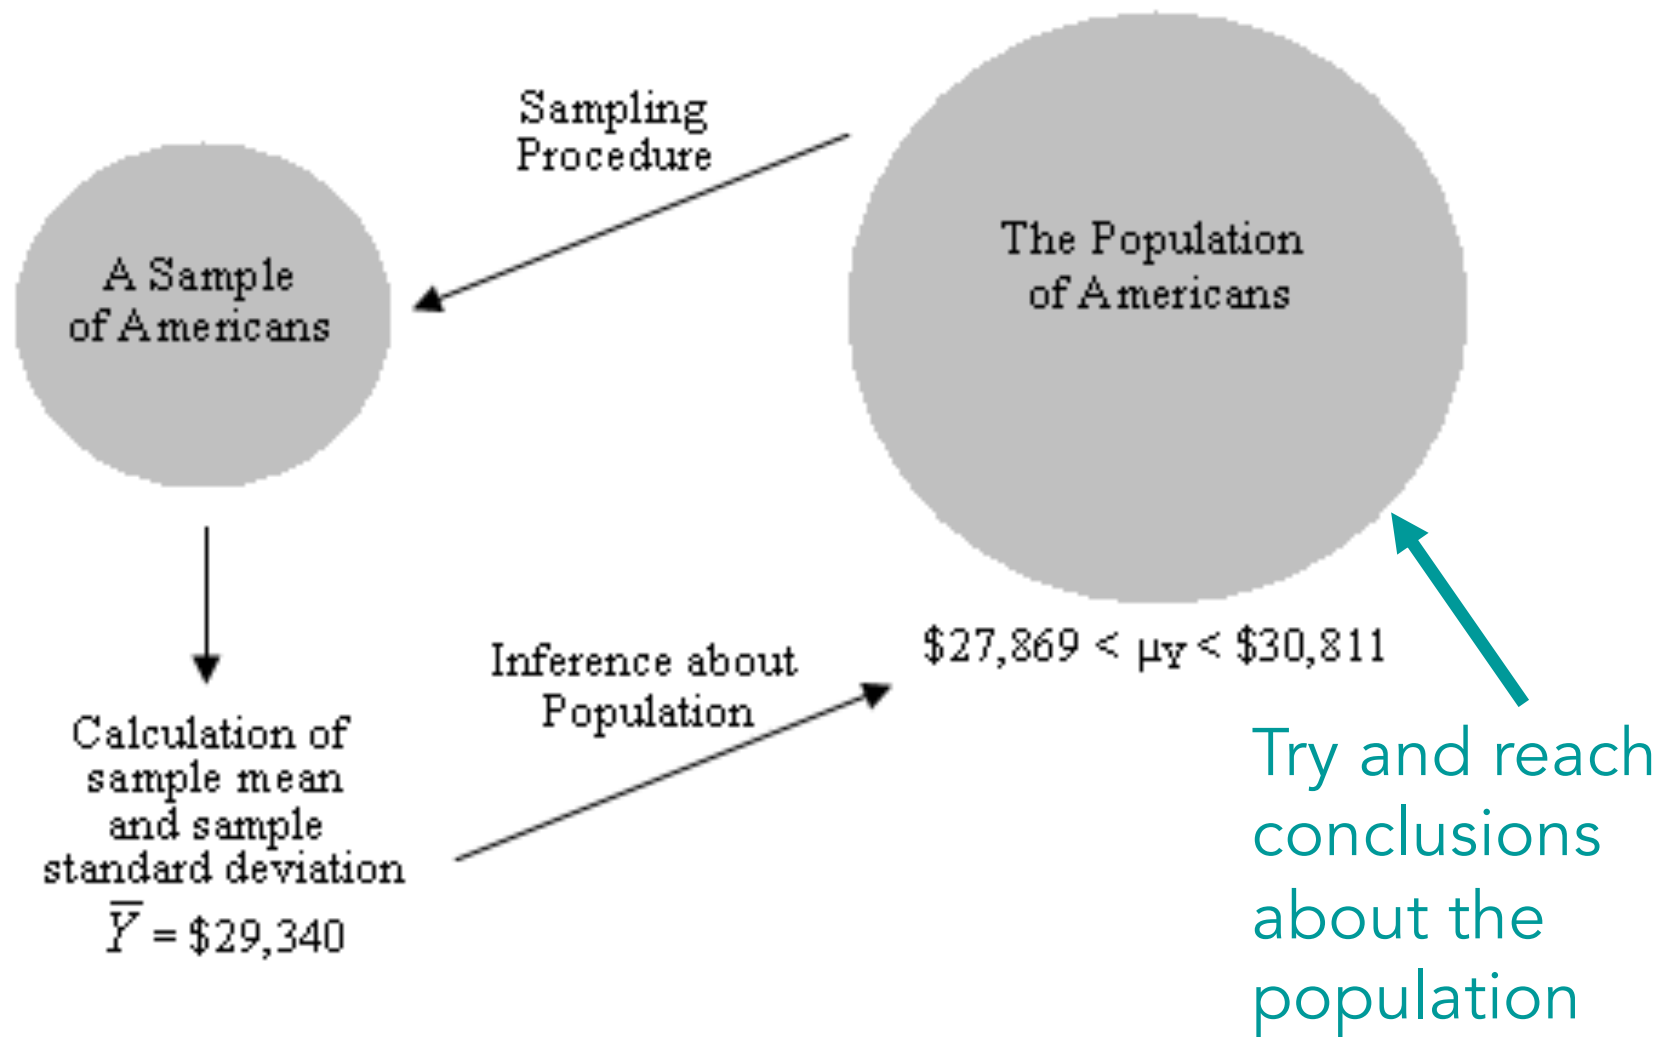 Sampling
Procedure
A Sample
of Americans
The Population
of Americans
Calculation of
sample mean
and sample
standard deviation
Y̅ = $29,340
Inference about
Population
$27,869 < μY < $30,811
Try and reach
conclusions
about the
population